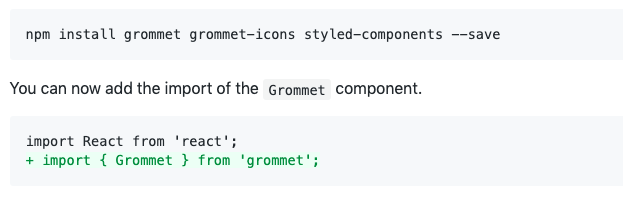 npm install grommet grommet-icons styled-components --save
You can now add the import of the Grommet component.
import React from 'react';
+ import { Grommet } from 'grommet';